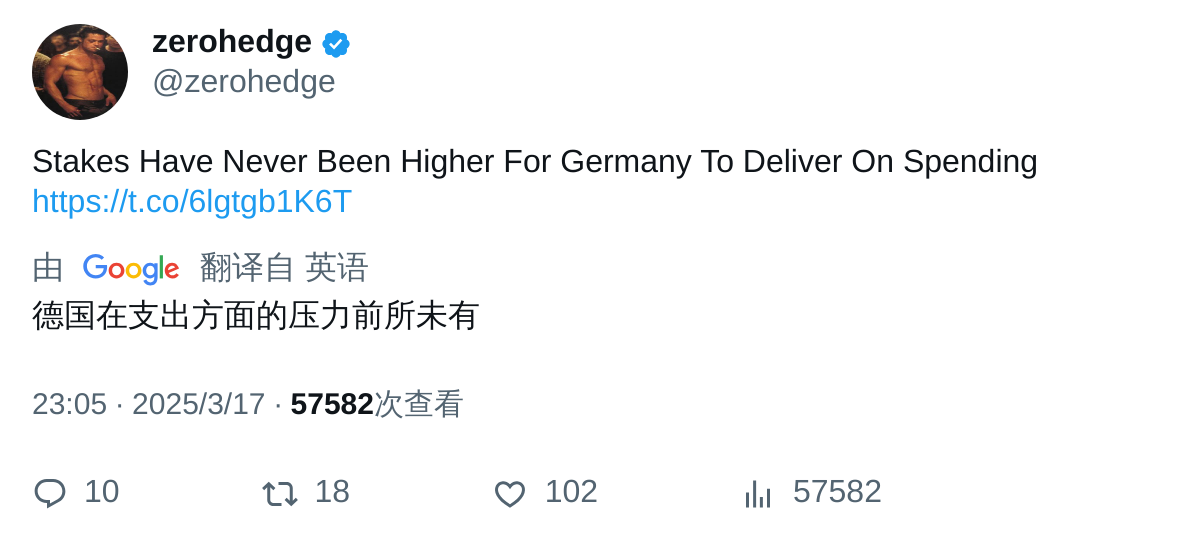 zerohedge
@zerohedge
Stakes Have Never Been Higher For Germany To Deliver On Spending
https://t.co/6lgtgb1K6T
由 Google 翻译自 英语
德国在支出方面的压力前所未有
23:05 · 2025/3/17 · 57582次查看
10 18 102 57582